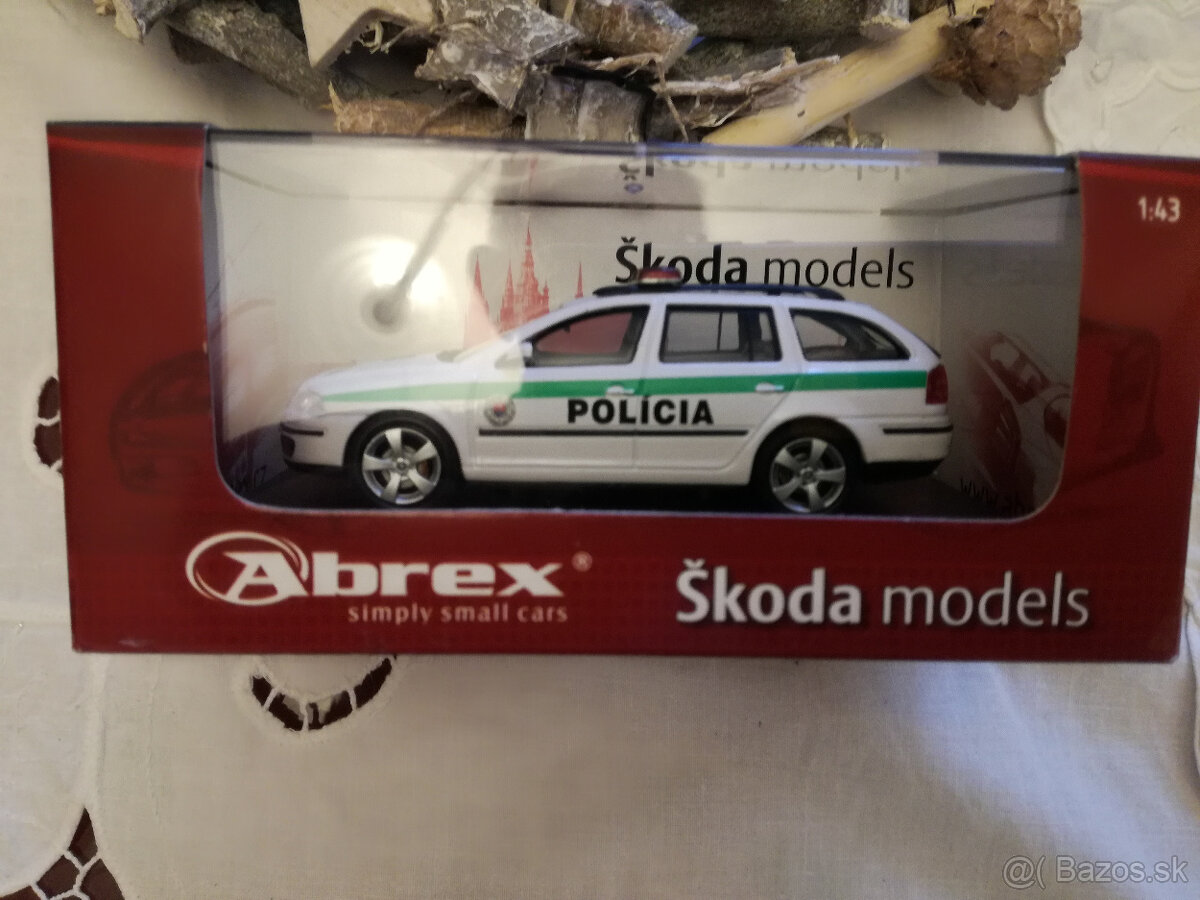 1:43
Škoda models
POLÍCIA
Abrex®
simply small cars
Škoda models
@( Bazos.sk